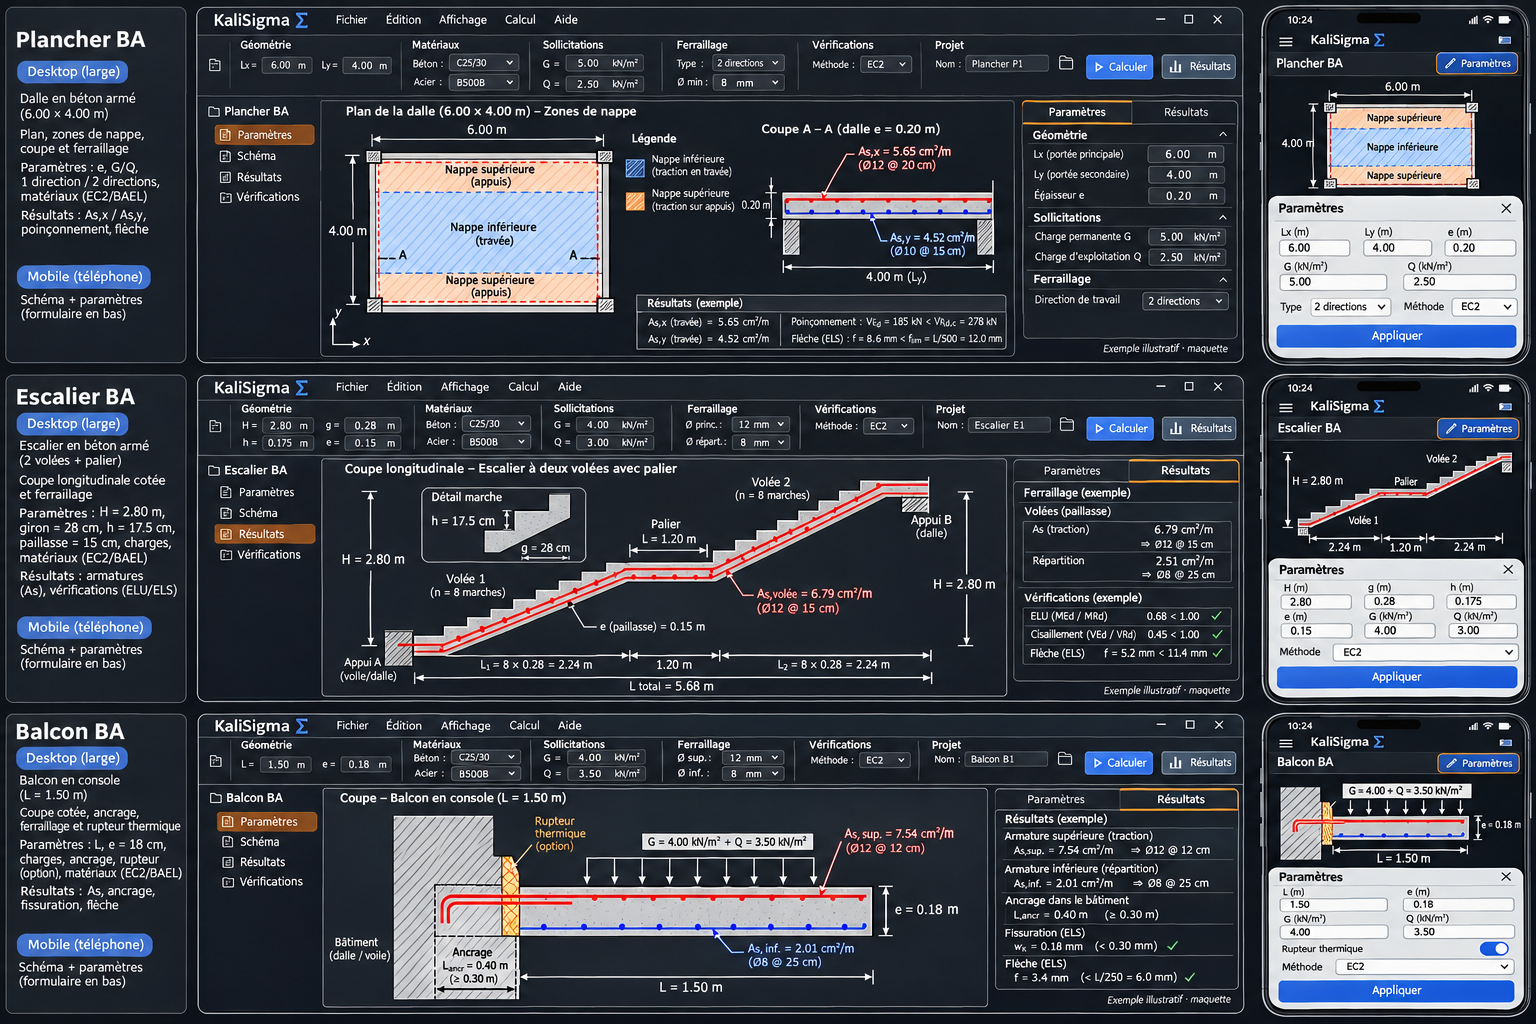 Plancher BA
Desktop (large)
Dalle en béton armé
(6.00 x 4.00 m)
Plan, zones de nappe,
coupe et ferraillage
Paramètres : e, G/Q,
1 direction / 2 directions,
matériaux (EC2/BAEL)
Résultats : As,x / As,y,
poinçonnement, flèche
Mobile (téléphone)
Schéma + paramètres
(formulaire en bas)
KaliSigma Σ
Fichier Édition Affichage Calcul Aide
Géométrie
Lx = 6.00 m Ly = 4.00 m
Matériaux
Béton : C25/30
Acier : B500B
Sollicitations
G = 5.00 kN/m²
Q = 2.50 kN/m²
Ferraillage
Type : 2 directions
Ø min : 8 mm
Vérifications
Méthode : EC2
Projet
Nom : Plancher P1
Calculer
Résultats
Plancher BA
Paramètres
Schéma
Résultats
Vérifications
Plan de la dalle (6.00 x 4.00 m) – Zones de nappe
6.00 m
4.00 m
Nappe supérieure
(appuis)
Nappe inférieure
(travée)
A A
Nappe supérieure
(appuis)
y
x
Légende
Nappe inférieure
(traction en travée)
Nappe supérieure
(traction sur appuis)
Coupe A – A (dalle e = 0.20 m)
As,x = 5.65 cm²/m
(Ø12 @ 20 cm)
0.20 m
As,y = 4.52 cm²/m
(Ø10 @ 15 cm)
4.00 m (Ly)
Résultats (exemple)
As,x (travée) = 5.65 cm²/m
As,y (travée) = 4.52 cm²/m
Poinçonnement : VEd = 185 kN < VRd,c = 278 kN
Flèche (ELS) : f = 8.6 mm < flim = L/500 = 12.0 mm
Paramètres Résultats
Géometrie
Lx (portée principale) 6.00 m
Ly (portée secondaire) 4.00 m
Épaisseur e 0.20 m
Sollicitations
Charge permanente G 5.00 kN/m²
Charge d'exploitation Q 2.50 kN/m²
Ferraillage
Direction de travail 2 directions
Exemple illustratif · maquette
10:24
KaliSigma Σ
Plancher BA
Paramètres
6.00 m
4.00 m
Nappe supérieure
Nappe inférieure
Nappe supérieure
Paramètres
Lx (m) Ly (m) e (m)
6.00 4.00 0.20
G (kN/m²) Q (kN/m²)
5.00 2.50
Type 2 directions Méthode EC2
Appliquer
Escalier BA
Desktop (large)
Escalier en béton armé
(2 volées + palier)
Coupe longitudinale cotée
et ferraillage
Paramètres : H = 2.80 m,
giron = 28 cm, h = 17.5 cm,
paillasse = 15 cm, charges,
matériaux (EC2/BAEL)
Résultats : armatures
(As), vérifications (ELU/ELS)
Mobile (téléphone)
Schéma + paramètres
(formulaire en bas)
KaliSigma Σ
Fichier Édition Affichage Calcul Aide
Géométrie
H = 2.80 m g = 0.28 m
h = 0.175 m e = 0.15 m
Matériaux
Béton : C25/30
Acier : B500B
Sollicitations
G = 4.00 kN/m²
Q = 3.00 kN/m²
Ferraillage
Ø princ. : 12 mm
Ø répart. : 8 mm
Vérifications
Méthode : EC2
Projet
Nom : Escalier E1
Calculer
Résultats
Escalier BA
Paramètres
Schéma
Résultats
Vérifications
Coupe longitudinale – Escalier à deux volées avec palier
Détail marche
h = 17.5 cm
g = 28 cm
H = 2.80 m
Volée 1
(n = 8 marches)
Palier
L = 1.20 m
Volée 2
(n = 8 marches)
Appui B
(dalle)
H = 2.80 m
As,volée = 6.79 cm²/m
(Ø12 @ 15 cm)
e (paillasse) = 0.15 m
Appui A
(volle/dalle)
L₁ = 8 x 0.28 = 2.24 m 1.20 m L₂ = 8 x 0.28 = 2.24 m
L total = 5.68 m
Paramètres Résultats
Ferraillage (exemple)
Volées (paillasse)
As (traction) 6.79 cm²/m
⇒ Ø12 @ 15 cm
Répartition 2.51 cm²/m
⇒ Ø8 @ 25 cm
Vérifications (exemple)
ELU (MEd / MRd) 0.68 < 1.00 ✓
Cisaillement (VEd / VRd) 0.45 < 1.00 ✓
Flèche (ELS) f = 5.2 mm < 11.4 mm ✓
Exemple illustratif · maquette
10:24
KaliSigma Σ
Escalier BA
Paramètres
H = 2.80 m
Volée 2
Palier
Volée 1
2.24 m 1.20 m 2.24 m
Paramètres
H (m) g (m) h (m)
2.80 0.28 0.175
e (m) G (kN/m²) Q (kN/m²)
0.15 4.00 3.00
Méthode EC2
Appliquer
Balcon BA
Desktop (large)
Balcon en console
(L = 1.50 m)
Coupe cotée, ancrage,
ferraillage et rupteur thermique
Paramètres : L, e = 18 cm,
charges, ancrage, rupteur
(option), matériaux (EC2/BAEL)
Résultats : As, ancrage,
fissuration, flèche
Mobile (téléphone)
Schéma + paramètres
(formulaire en bas)
KaliSigma Σ
Fichier Édition Affichage Calcul Aide
Géométrie
L = 1.50 m e = 0.18 m
Matériaux
Béton : C25/30
Acier : B500B
Sollicitations
G = 4.00 kN/m²
Q = 3.50 kN/m²
Ferraillage
Ø sup. : 12 mm
Ø inf. : 8 mm
Vérifications
Méthode : EC2
Projet
Nom : Balcon B1
Calculer
Résultats
Balcon BA
Paramètres
Schéma
Résultats
Vérifications
Coupe – Balcon en console (L = 1.50 m)
Rupteur
thermique
(option)
G = 4.00 kN/m² + Q = 3.50 kN/m²
As, sup. = 7.54 cm²/m
(Ø12 @ 12 cm)
e = 0.18 m
Bâtiment
(dalle / voile)
Ancrage
Lancr = 0.40 m
(≥ 0.30 m)
As, inf. = 2.01 cm²/m
(Ø8 @ 25 cm)
L = 1.50 m
Paramètres Résultats
Résultats (exemple)
Armature supérieure (traction)
As,sup. = 7.54 cm²/m ⇒ Ø12 @ 12 cm
Armature inférieure (répartition)
As,inf. = 2.01 cm²/m ⇒ Ø8 @ 25 cm
Ancrage dans le bâtiment
L,ancr = 0.40 m (≥ 0.30 m)
Fissuration (ELS)
wK = 0.18 mm (< 0.30 mm) ✓
Flèche (ELS)
f = 3.4 mm (< L/250 = 6.0 mm) ✓
Exemple illustratif · maquette
10:24
KaliSigma Σ
Balcon BA
Paramètres
G = 4.00 + Q = 3.50 kN/m²
e = 0.18 m
L = 1.50 m
Paramètres
L (m) e (m)
1.50 0.18
G (kN/m²) Q (kN/m²)
4.00 3.50
Rupteur thermique
Méthode EC2
Appliquer